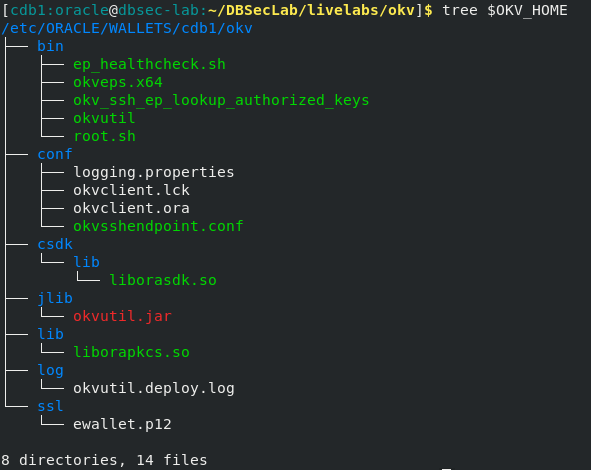 [cdb1:oracle@dbsec-lab:~/DBSecLab/livelabs/okv]$ tree $OKV_HOME
/etc/ORACLE/WALLETS/cdb1/okv
├── bin
│   ├── ep_healthcheck.sh
│   ├── okveps.x64
│   ├── okv_ssh_ep_lookup_authorized_keys
│   ├── okvutil
│   └── root.sh
├── conf
│   ├── logging.properties
│   ├── okvclient.lck
│   ├── okvclient.ora
│   └── okvsshendpoint.conf
├── csdk
│   └── lib
│       └── liborasdk.so
├── jlib
│   └── okvutil.jar
├── lib
│   └── liborapkcs.so
├── log
│   └── okvutil.deploy.log
└── ssl
    └── ewallet.p12

8 directories, 14 files